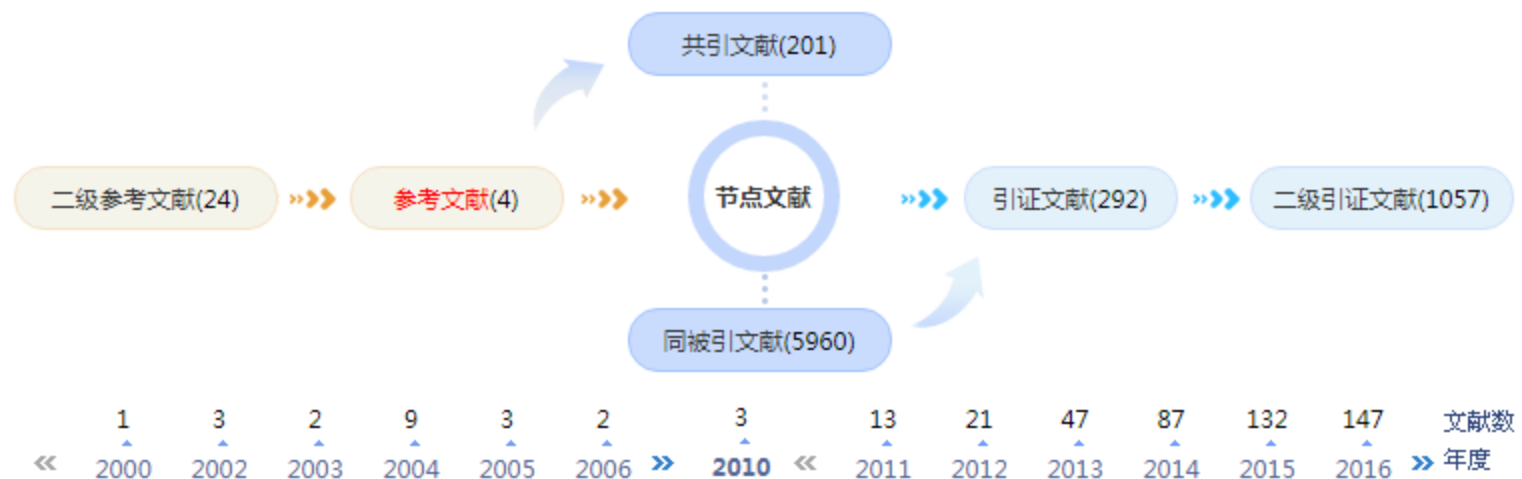 共引文献(201)
二级参考文献(24)
参考文献(4)
节点文献
引证文献(292)
二级引证文献(1057)
同被引文献(5960)
1 3 2 9 3 2 3 13 21 47 87 132 147 文献数
2000 2002 2003 2004 2005 2006 2010 2011 2012 2013 2014 2015 2016 年度